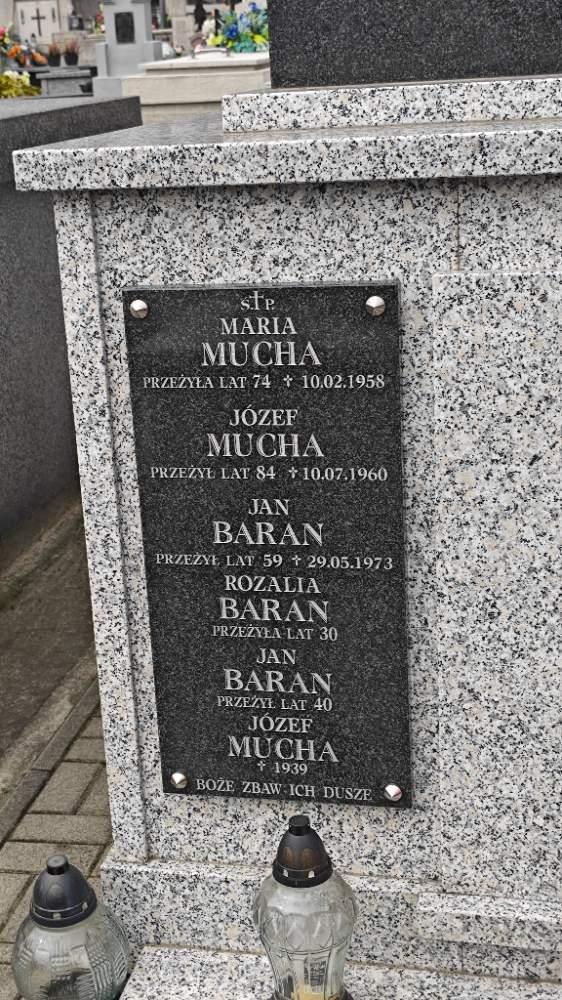 Ś†P
MARIA
MUCHA
PRZEŻYŁA LAT 74 † 10.02.1958
JÓZEF
MUCHA
PRZEŻYŁ LAT 84 † 10.07.1960
JAN
BARAN
PRZEŻYŁ LAT 59 † 29.05.1973
ROZALIA
BARAN
PRZEŻYŁA LAT 30
JAN
BARAN
PRZEŻYŁ LAT 40
JÓZEF
MUCHA
† 1939
BOŻE ZBAW ICH DUSZE